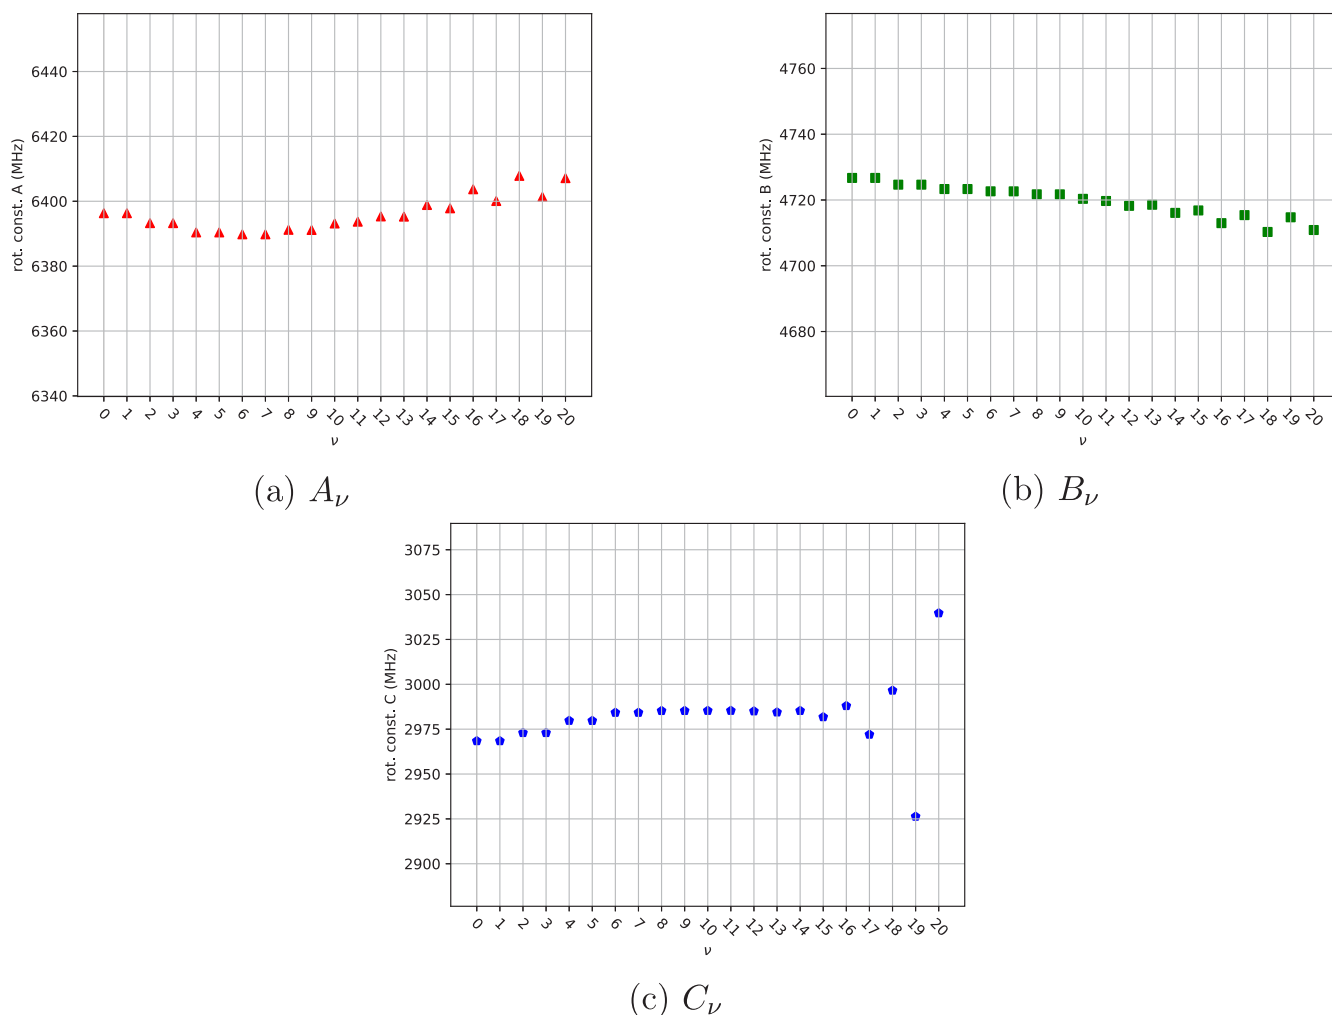 rot. const. A (MHz)
6440
6420
6400
6380
6360
6340
0 1 2 3 4 5 6 7 8 9 10 11 12 13 14 15 16 17 18 19 20
ν
(a) Aν
rot. const. B (MHz)
4760
4740
4720
4700
4680
0 1 2 3 4 5 6 7 8 9 10 11 12 13 14 15 16 17 18 19 20
ν
(b) Bν
rot. const. C (MHz)
3075
3050
3025
3000
2975
2950
2925
2900
0 1 2 3 4 5 6 7 8 9 10 11 12 13 14 15 16 17 18 19 20
ν
(c) Cν